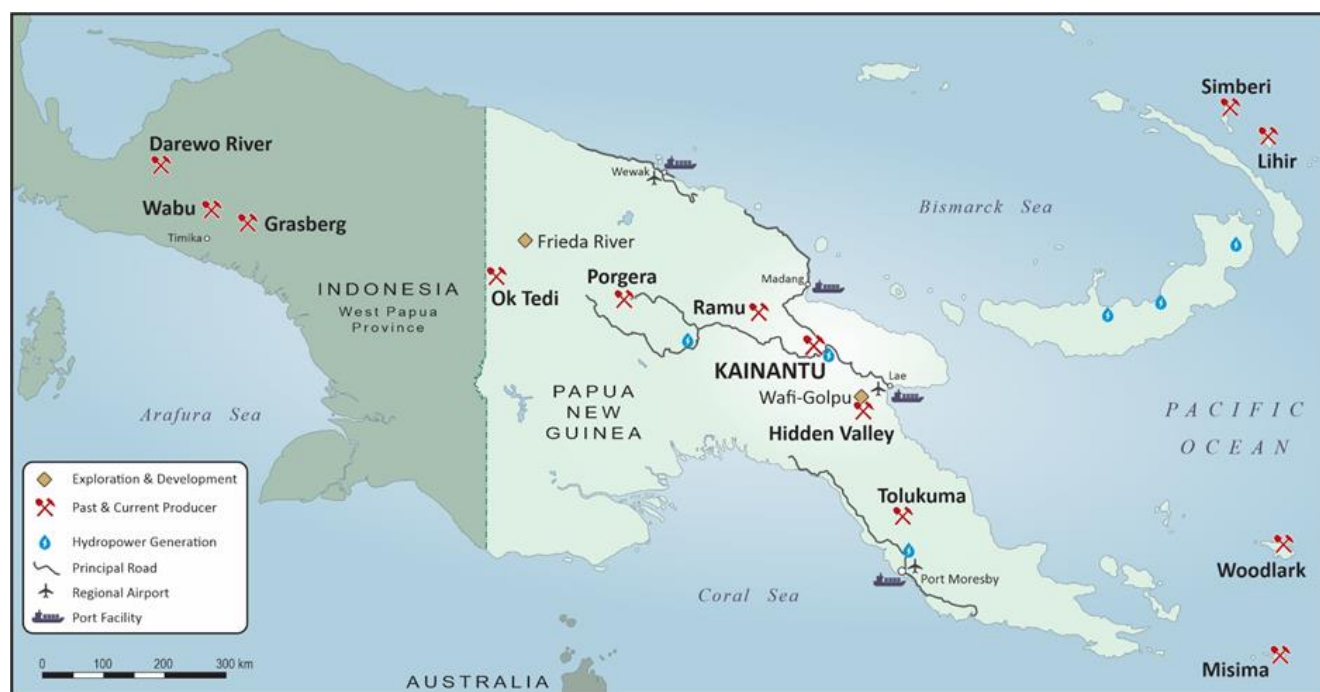 Simberi
Lihir
Darewo River
Wewak
Wabu
Grasberg
Bismarck Sea
Timika
Frieda River
Madang
Porgera
INDONESIA
West Papua
Province
Ok Tedi
Ramu
KAINANTU
Lae
PAPUA
NEW
GUINEA
Wafi-Golpu
Hidden Valley
Arafura Sea
PACIFIC
OCEAN
Exploration & Development
Past & Current Producer
Hydropower Generation
Principal Road
Regional Airport
Port Facility
Tolukuma
Port Moresby
Coral Sea
Woodlark
Misima
0 100 200 300 km
AUSTRALIA